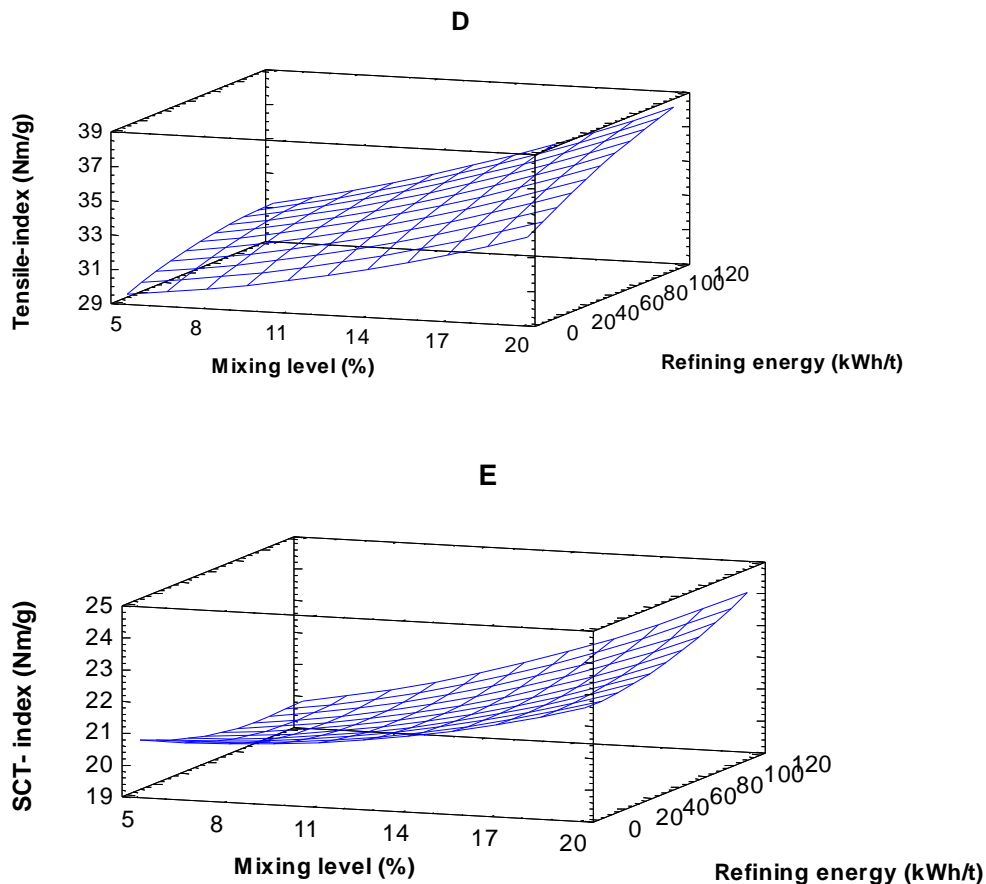 D
Tensile-index (Nm/g)
39
37
35
33
31
29
5 8 11 14 17 20
Mixing level (%)
0 20 40 60 80 100 120
Refining energy (kWh/t)
E
SCT- index (Nm/g)
25
24
23
22
21
20
19
5 8 11 14 17 20
Mixing level (%)
0 20 40 60 80 100 120
Refining energy (kWh/t)